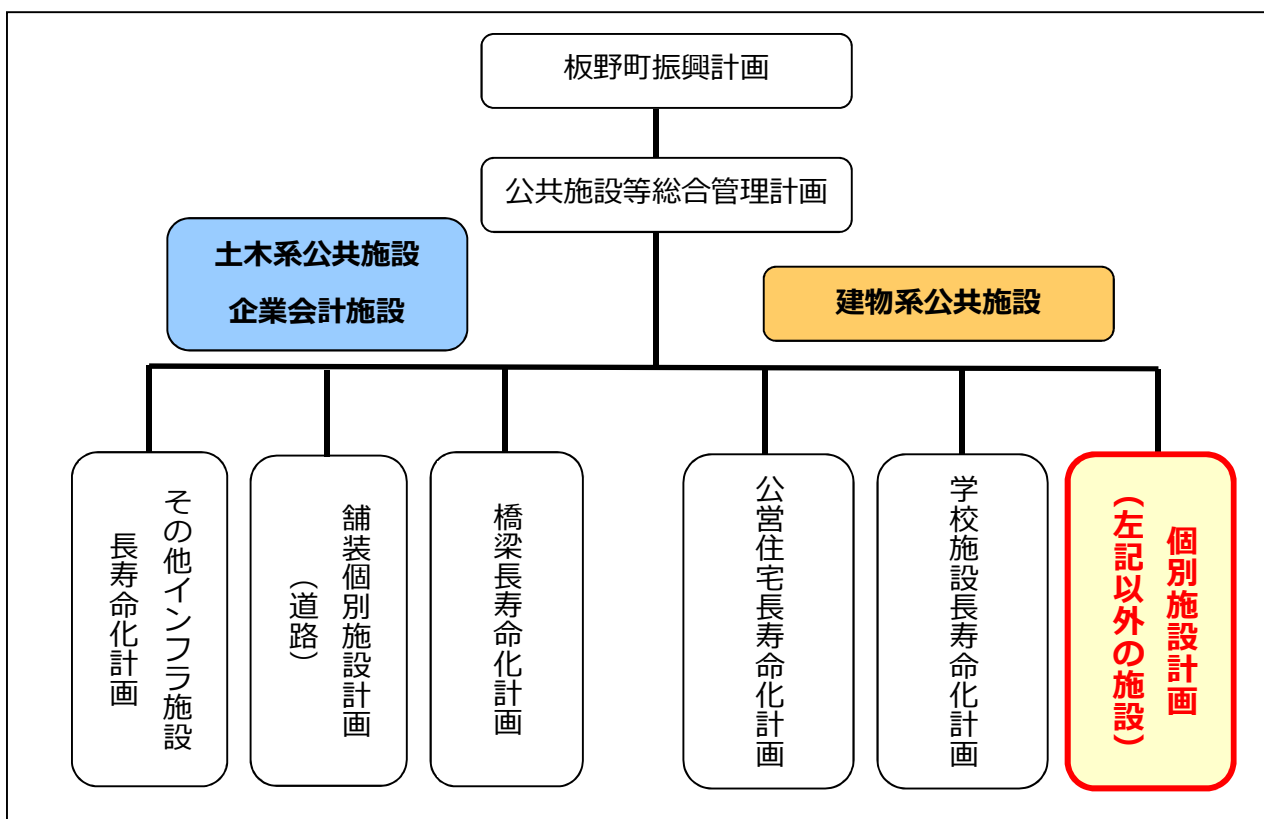 板野町振興計画
公共施設等総合管理計画
土木系公共施設
企業会計施設
建物系公共施設
その他インフラ施設
長寿命化計画
舗装個別施設計画
（道路）
橋梁長寿命化計画
公営住宅長寿命化計画
学校施設長寿命化計画
個別施設計画
（左記以外の施設）